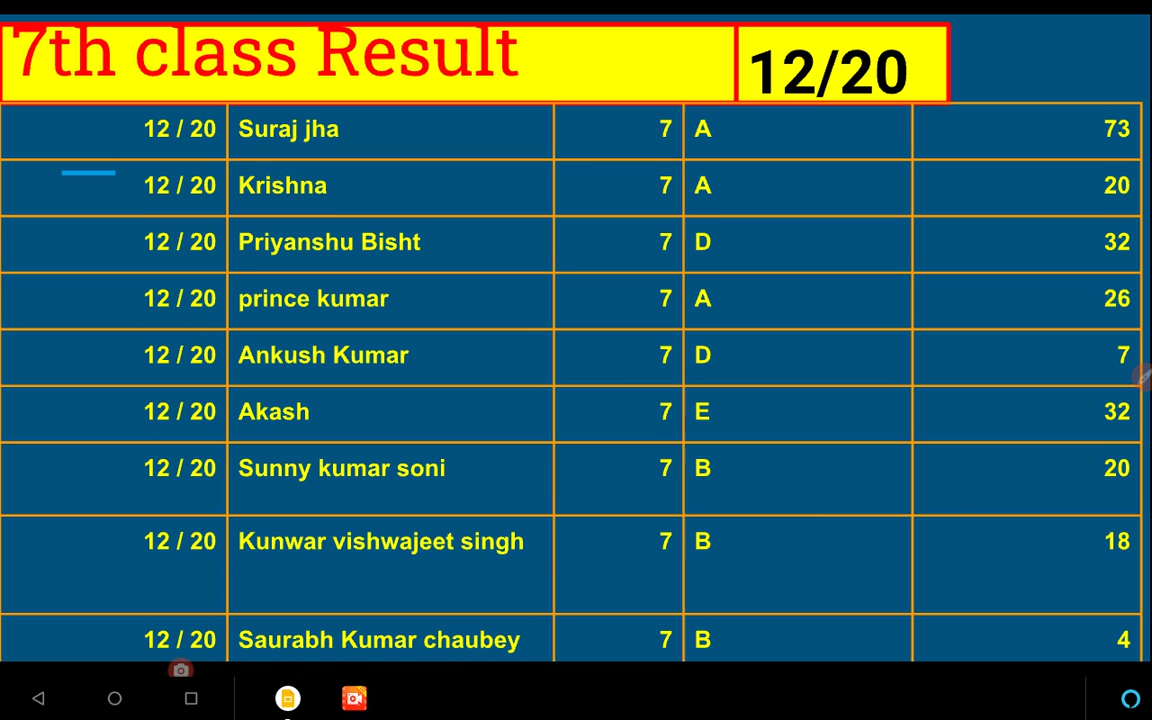 7th class Result 12/20
12 / 20 Suraj jha 7 A 73
12 / 20 Krishna 7 A 20
12 / 20 Priyanshu Bisht 7 D 32
12 / 20 prince kumar 7 A 26
12 / 20 Ankush Kumar 7 D 7
12 / 20 Akash 7 E 32
12 / 20 Sunny kumar soni 7 B 20
12 / 20 Kunwar vishwajeet singh 7 B 18
12 / 20 Saurabh Kumar chaubey 7 B 4